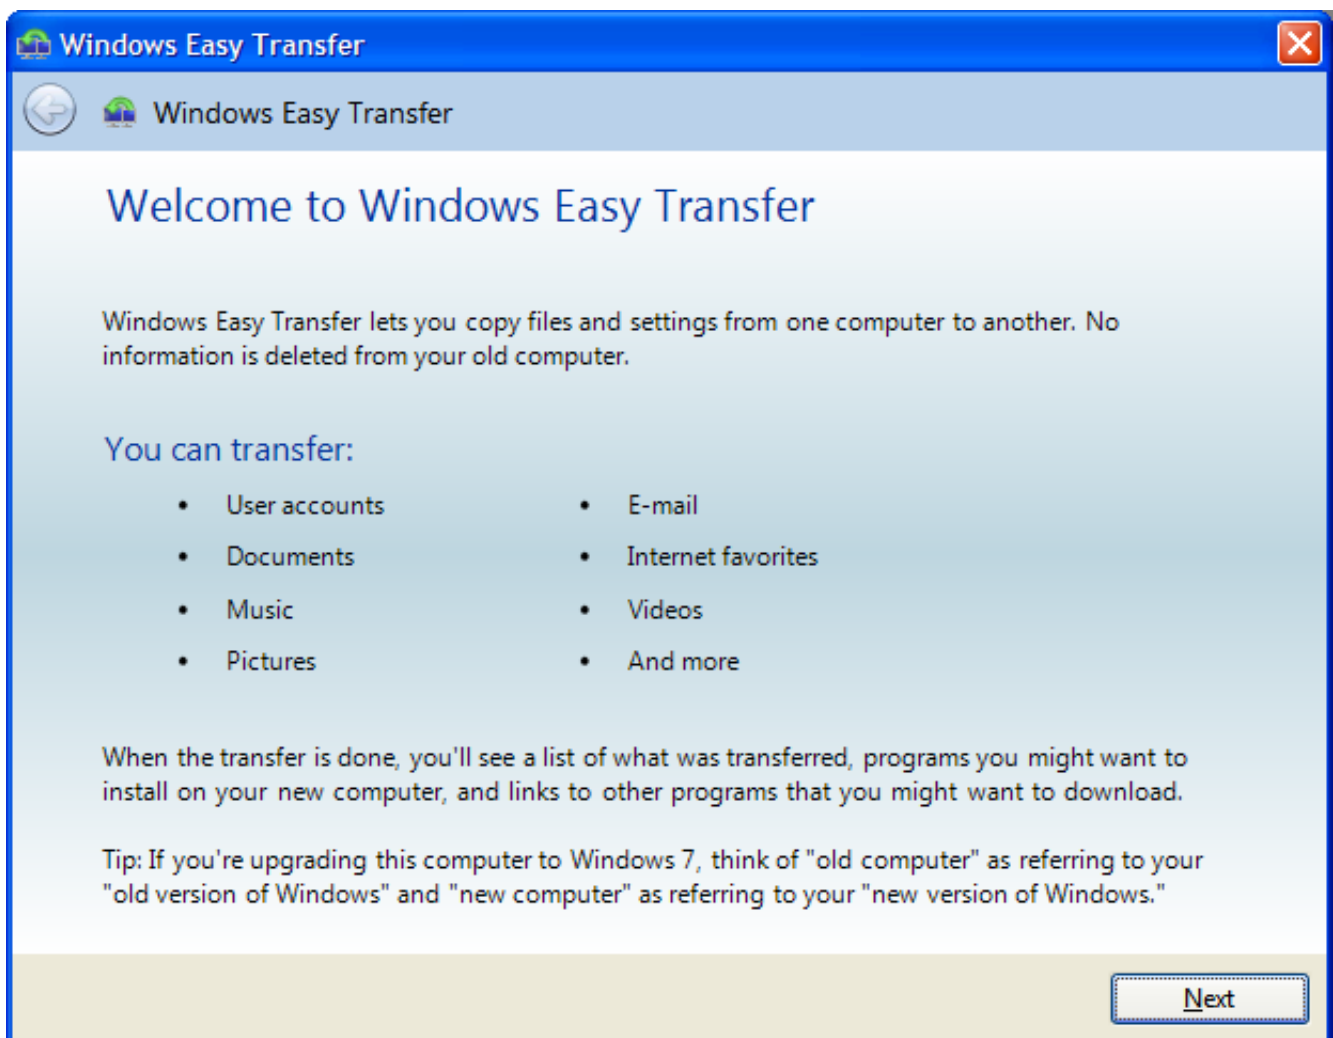 Windows Easy Transfer
Windows Easy Transfer
Welcome to Windows Easy Transfer
Windows Easy Transfer lets you copy files and settings from one computer to another. No
information is deleted from your old computer.
You can transfer:
• User accounts
• E-mail
• Documents
• Internet favorites
• Music
• Videos
• Pictures
• And more
When the transfer is done, you'll see a list of what was transferred, programs you might want to
install on your new computer, and links to other programs that you might want to download.
Tip: If you're upgrading this computer to Windows 7, think of "old computer" as referring to your
"old version of Windows" and "new computer" as referring to your "new version of Windows."
Next